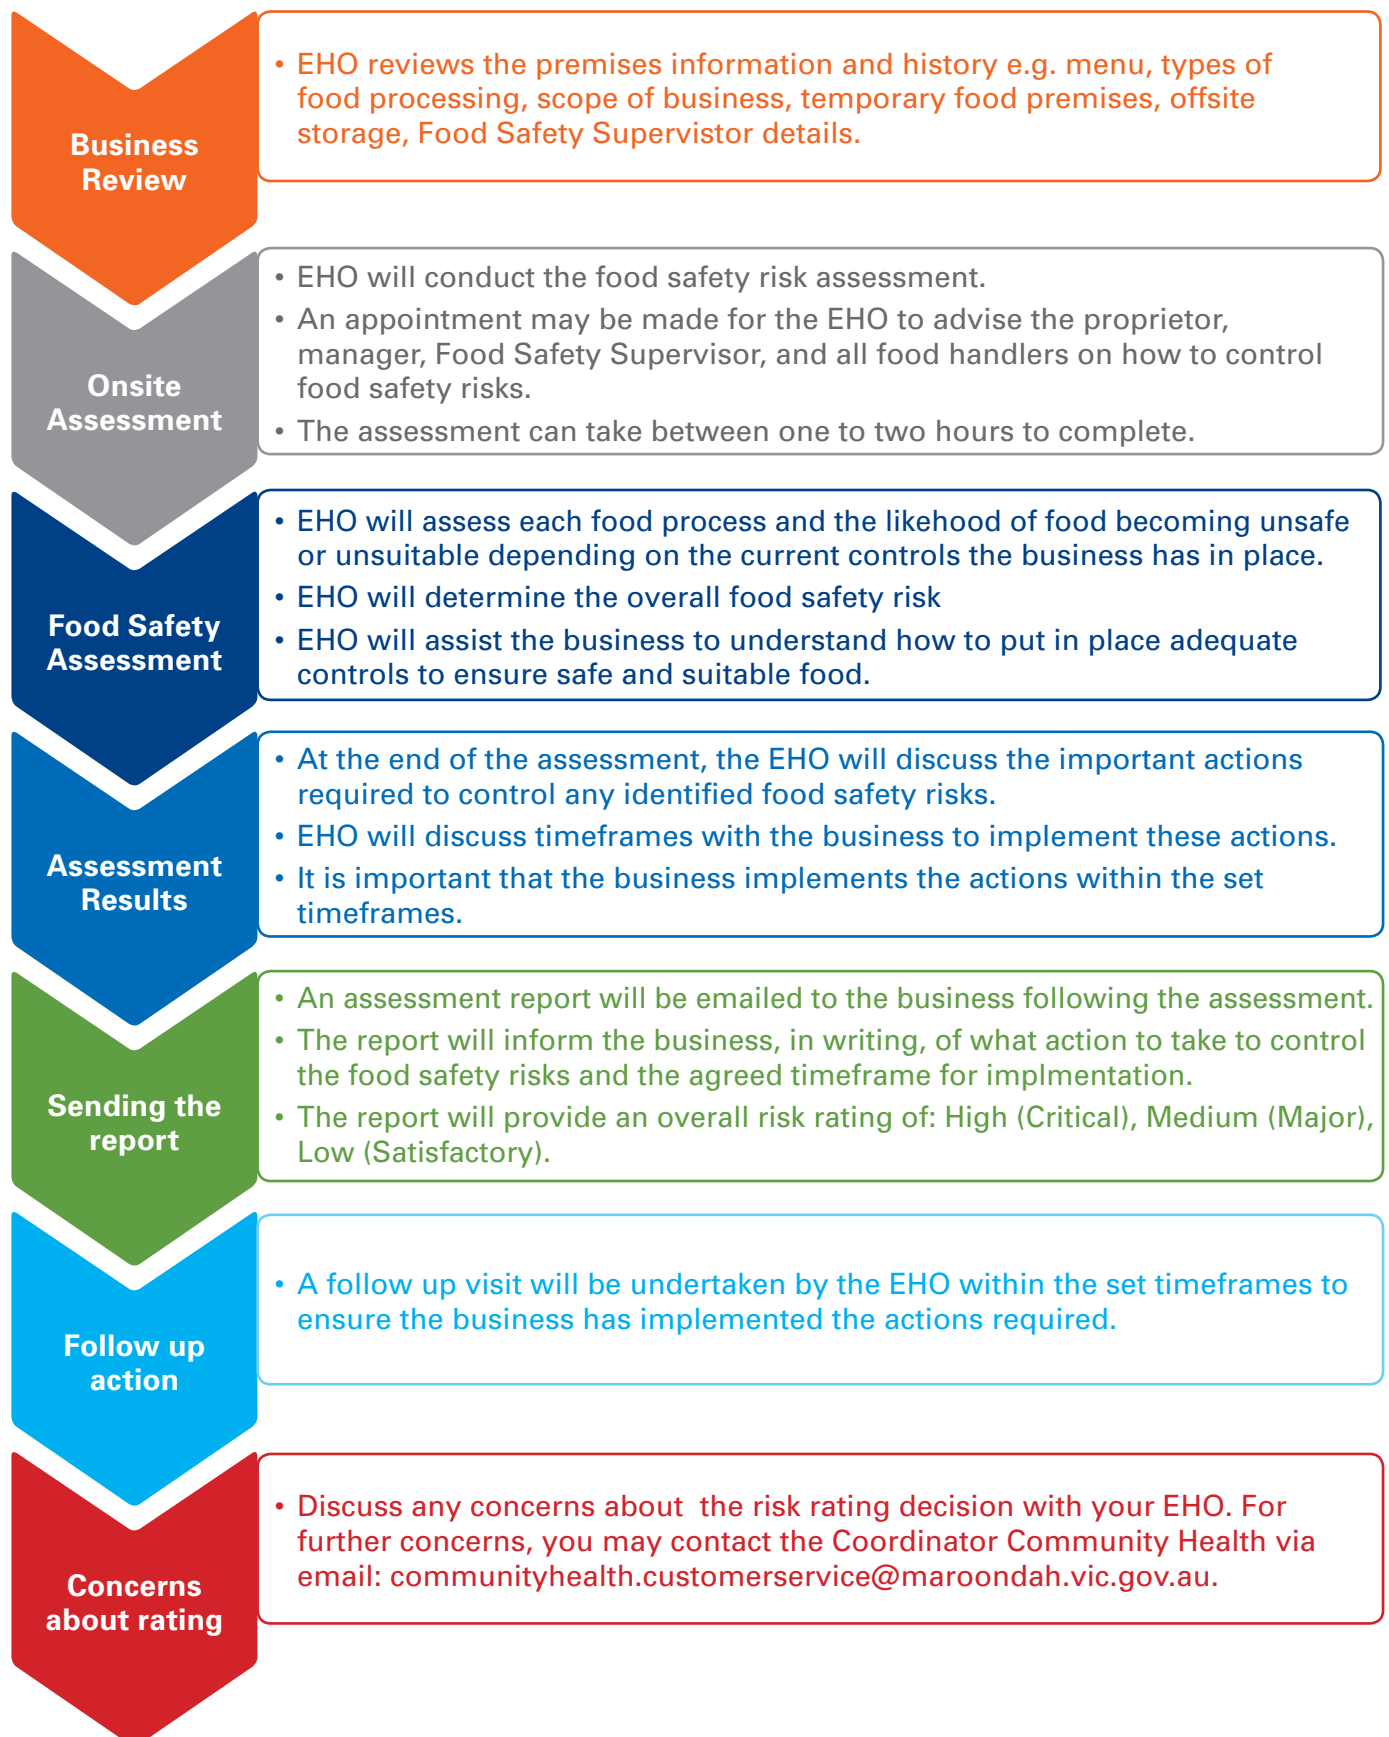 Business
Review
• EHO reviews the premises information and history e.g. menu, types of
food processing, scope of business, temporary food premises, offsite
storage, Food Safety Supervistor details.
Onsite
Assessment
• EHO will conduct the food safety risk assessment.
• An appointment may be made for the EHO to advise the proprietor,
manager, Food Safety Supervisor, and all food handlers on how to control
food safety risks.
• The assessment can take between one to two hours to complete.
Food Safety
Assessment
• EHO will assess each food process and the likehood of food becoming unsafe
or unsuitable depending on the current controls the business has in place.
• EHO will determine the overall food safety risk
• EHO will assist the business to understand how to put in place adequate
controls to ensure safe and suitable food.
Assessment
Results
• At the end of the assessment, the EHO will discuss the important actions
required to control any identified food safety risks.
• EHO will discuss timeframes with the business to implement these actions.
• It is important that the business implements the actions within the set
timeframes.
Sending the
report
• An assessment report will be emailed to the business following the assessment.
• The report will inform the business, in writing, of what action to take to control
the food safety risks and the agreed timeframe for implmentation.
• The report will provide an overall risk rating of: High (Critical), Medium (Major),
Low (Satisfactory).
Follow up
action
• A follow up visit will be undertaken by the EHO within the set timeframes to
ensure the business has implemented the actions required.
Concerns
about rating
• Discuss any concerns about  the risk rating decision with your EHO. For
further concerns, you may contact the Coordinator Community Health via
email: communityhealth.customerservice@maroondah.vic.gov.au.